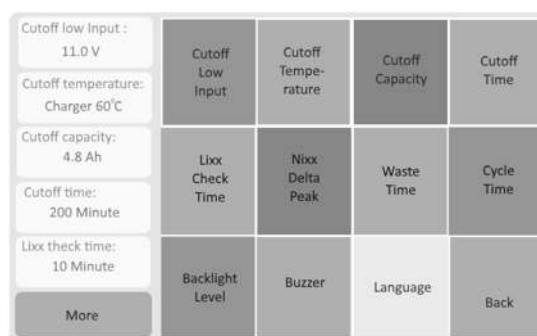 Cutoff low Input :
11.0 V
Cutoff temperature:
Charger 60℃
Cutoff capacity:
4.8 Ah
Cutoff time:
200 Minute
Lixx theck time:
10 Minute
More
Cutoff
Low
Input
Cutoff
Tempe-
rature
Cutoff
Capacity
Cutoff
Time
Lixx
Check
Time
Nixx
Delta
Peak
Waste
Time
Cycle
Time
Backlight
Level
Buzzer
Language
Back